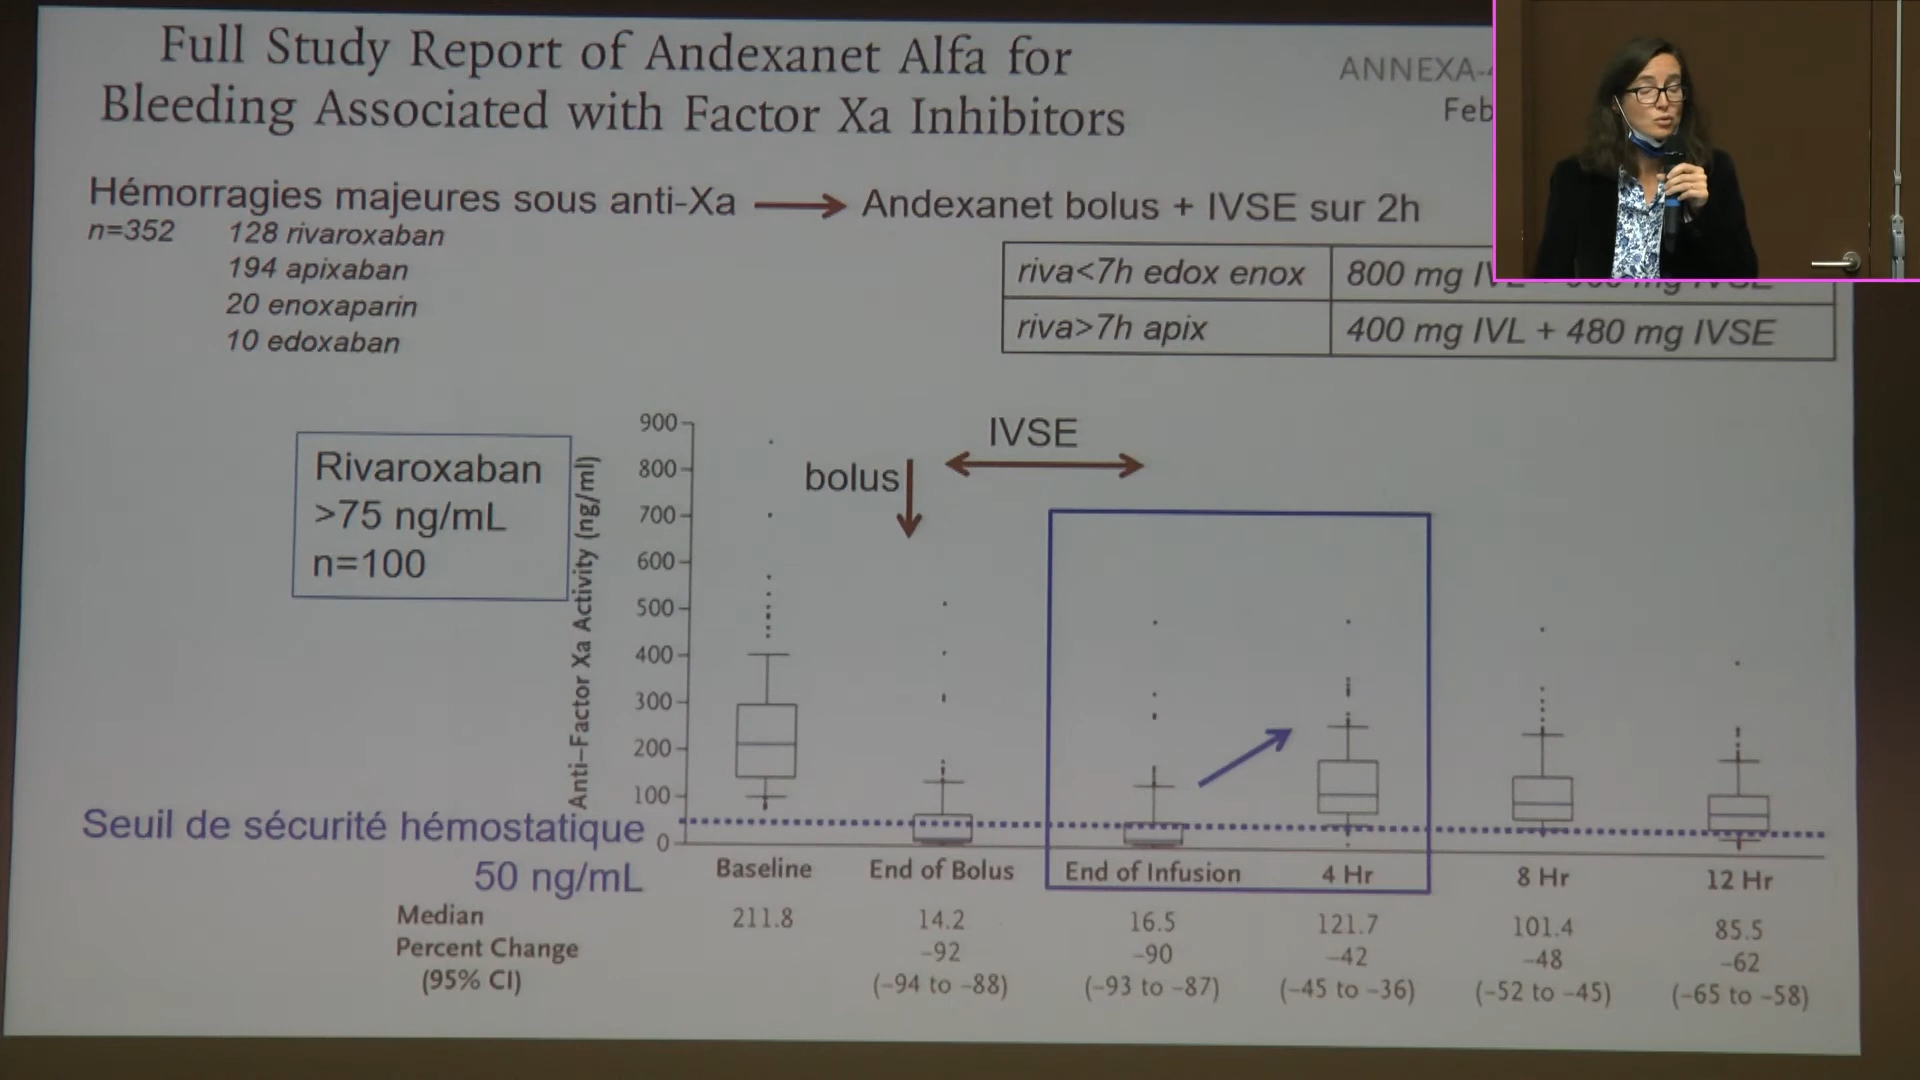 Full Study Report of Andexanet Alfa for
Bleeding Associated with Factor Xa Inhibitors
ANNEXA-4
Feb
Hémorragies majeures sous anti-Xa → Andexanet bolus + IVSE sur 2h
n=352
128 rivaroxaban
194 apixaban
20 enoxaparin
10 edoxaban
riva<7h edox enox 800 mg
riva>7h apix 400 mg IVL + 480 mg IVSE
Rivaroxaban
>75 ng/mL
n=100
bolus
IVSE
Anti–Factor Xa Activity (ng/ml)
900
800
700
600
500
400
300
200
100
0
Seuil de sécurité hémostatique
50 ng/mL
Baseline End of Bolus End of Infusion 4 Hr 8 Hr 12 Hr
Median 211.8 14.2 16.5 121.7 101.4 85.5
Percent Change –92 –90 –42 –48 –62
(95% CI) (–94 to –88) (–93 to –87) (–45 to –36) (–52 to –45) (–65 to –58)